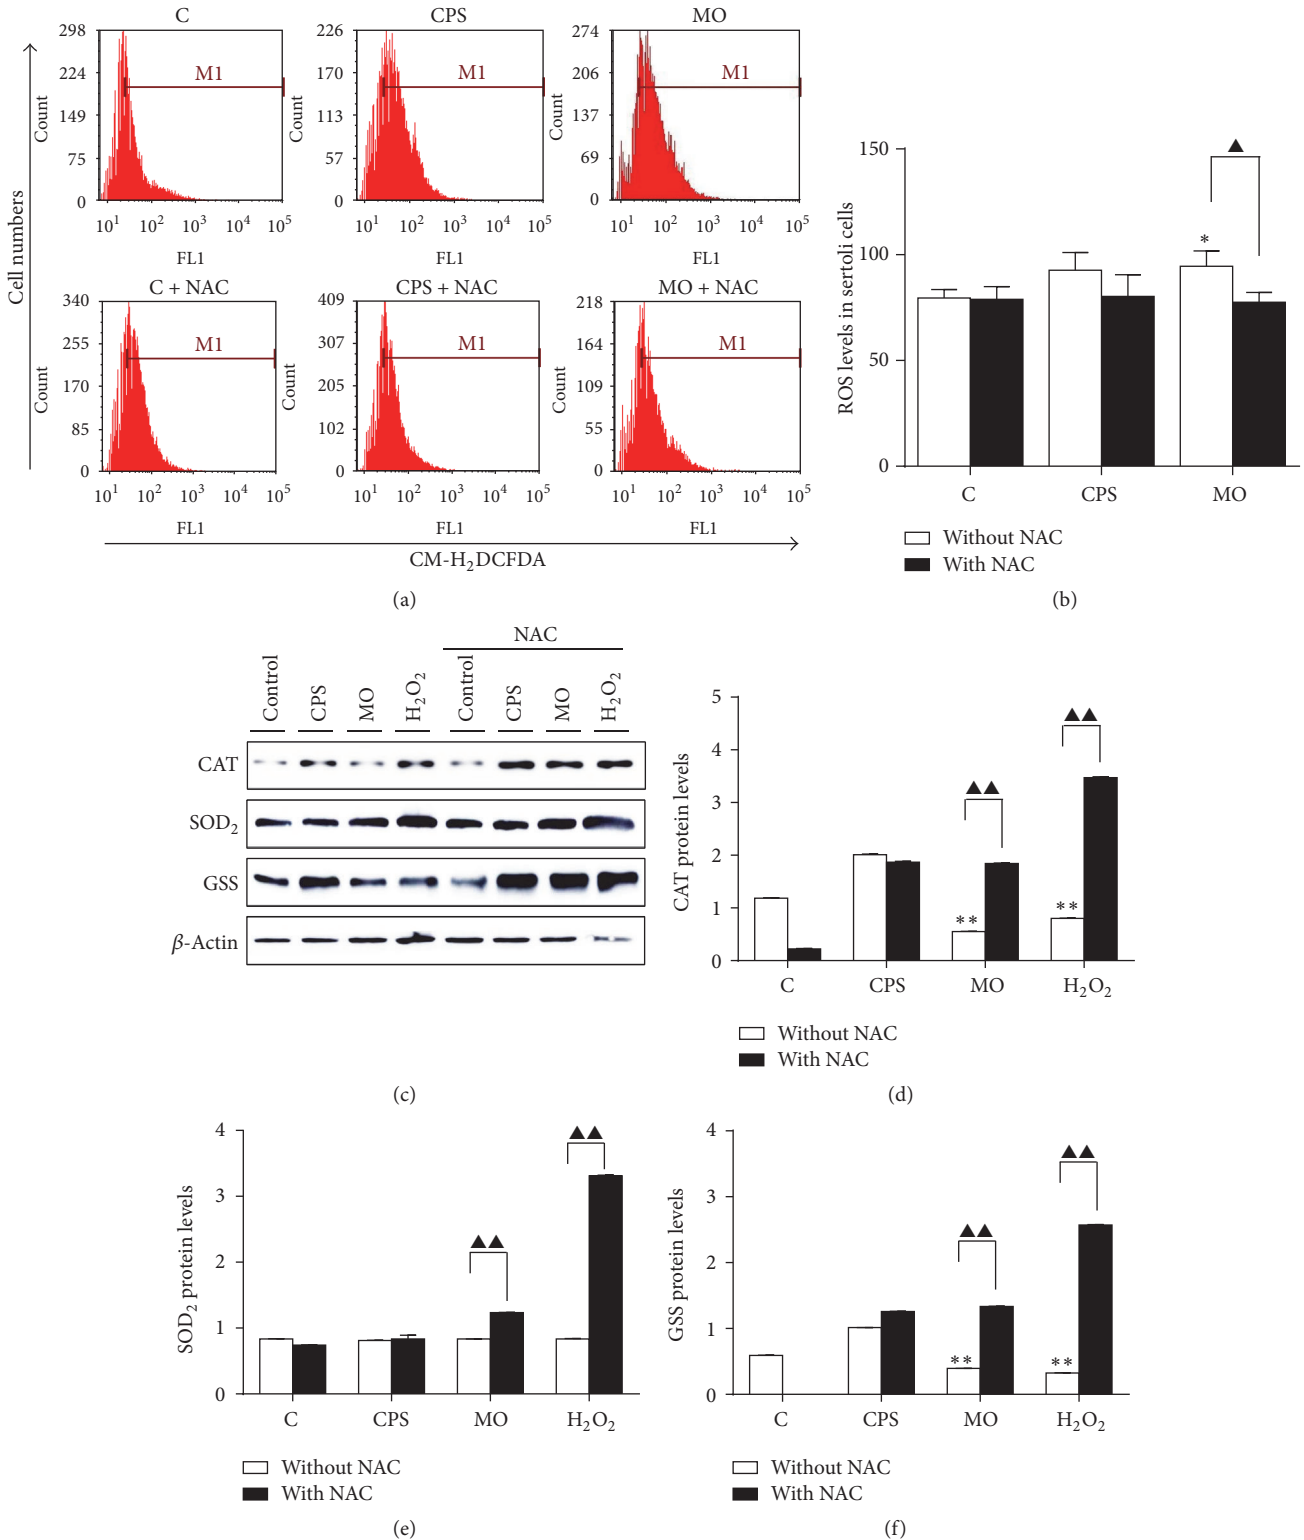 C CPS MO
298 224 149 75 0
Count
M1
10¹ 10² 10³ 10⁴ 10⁵
FL1
226 170 113 57 0
Count
M1
10¹ 10² 10³ 10⁴ 10⁵
FL1
274 206 137 69 0
Count
M1
10¹ 10² 10³ 10⁴ 10⁵
FL1
Cell numbers
C + NAC CPS + NAC MO + NAC
340 255 170 85 0
Count
M1
10¹ 10² 10³ 10⁴ 10⁵
FL1
409 307 205 102 0
Count
M1
10¹ 10² 10³ 10⁴ 10⁵
FL1
218 164 109 55 0
Count
M1
10¹ 10² 10³ 10⁴ 10⁵
FL1
CM-H₂DCFDA
(a)
ROS levels in sertoli cells
150
100
50
0
▲
*
C CPS MO
Without NAC
With NAC
(b)
NAC
Control CPS MO H₂O₂ Control CPS MO H₂O₂
CAT
SOD₂
GSS
β-Actin
(c)
CAT protein levels
5
4
3
2
1
0
▲▲
▲▲
** **
C CPS MO H₂O₂
Without NAC
With NAC
(d)
SOD₂ protein levels
4
3
2
1
0
▲▲
▲▲
C CPS MO H₂O₂
Without NAC
With NAC
(e)
GSS protein levels
4
3
2
1
0
▲▲
▲▲
** **
C CPS MO H₂O₂
Without NAC
With NAC
(f)